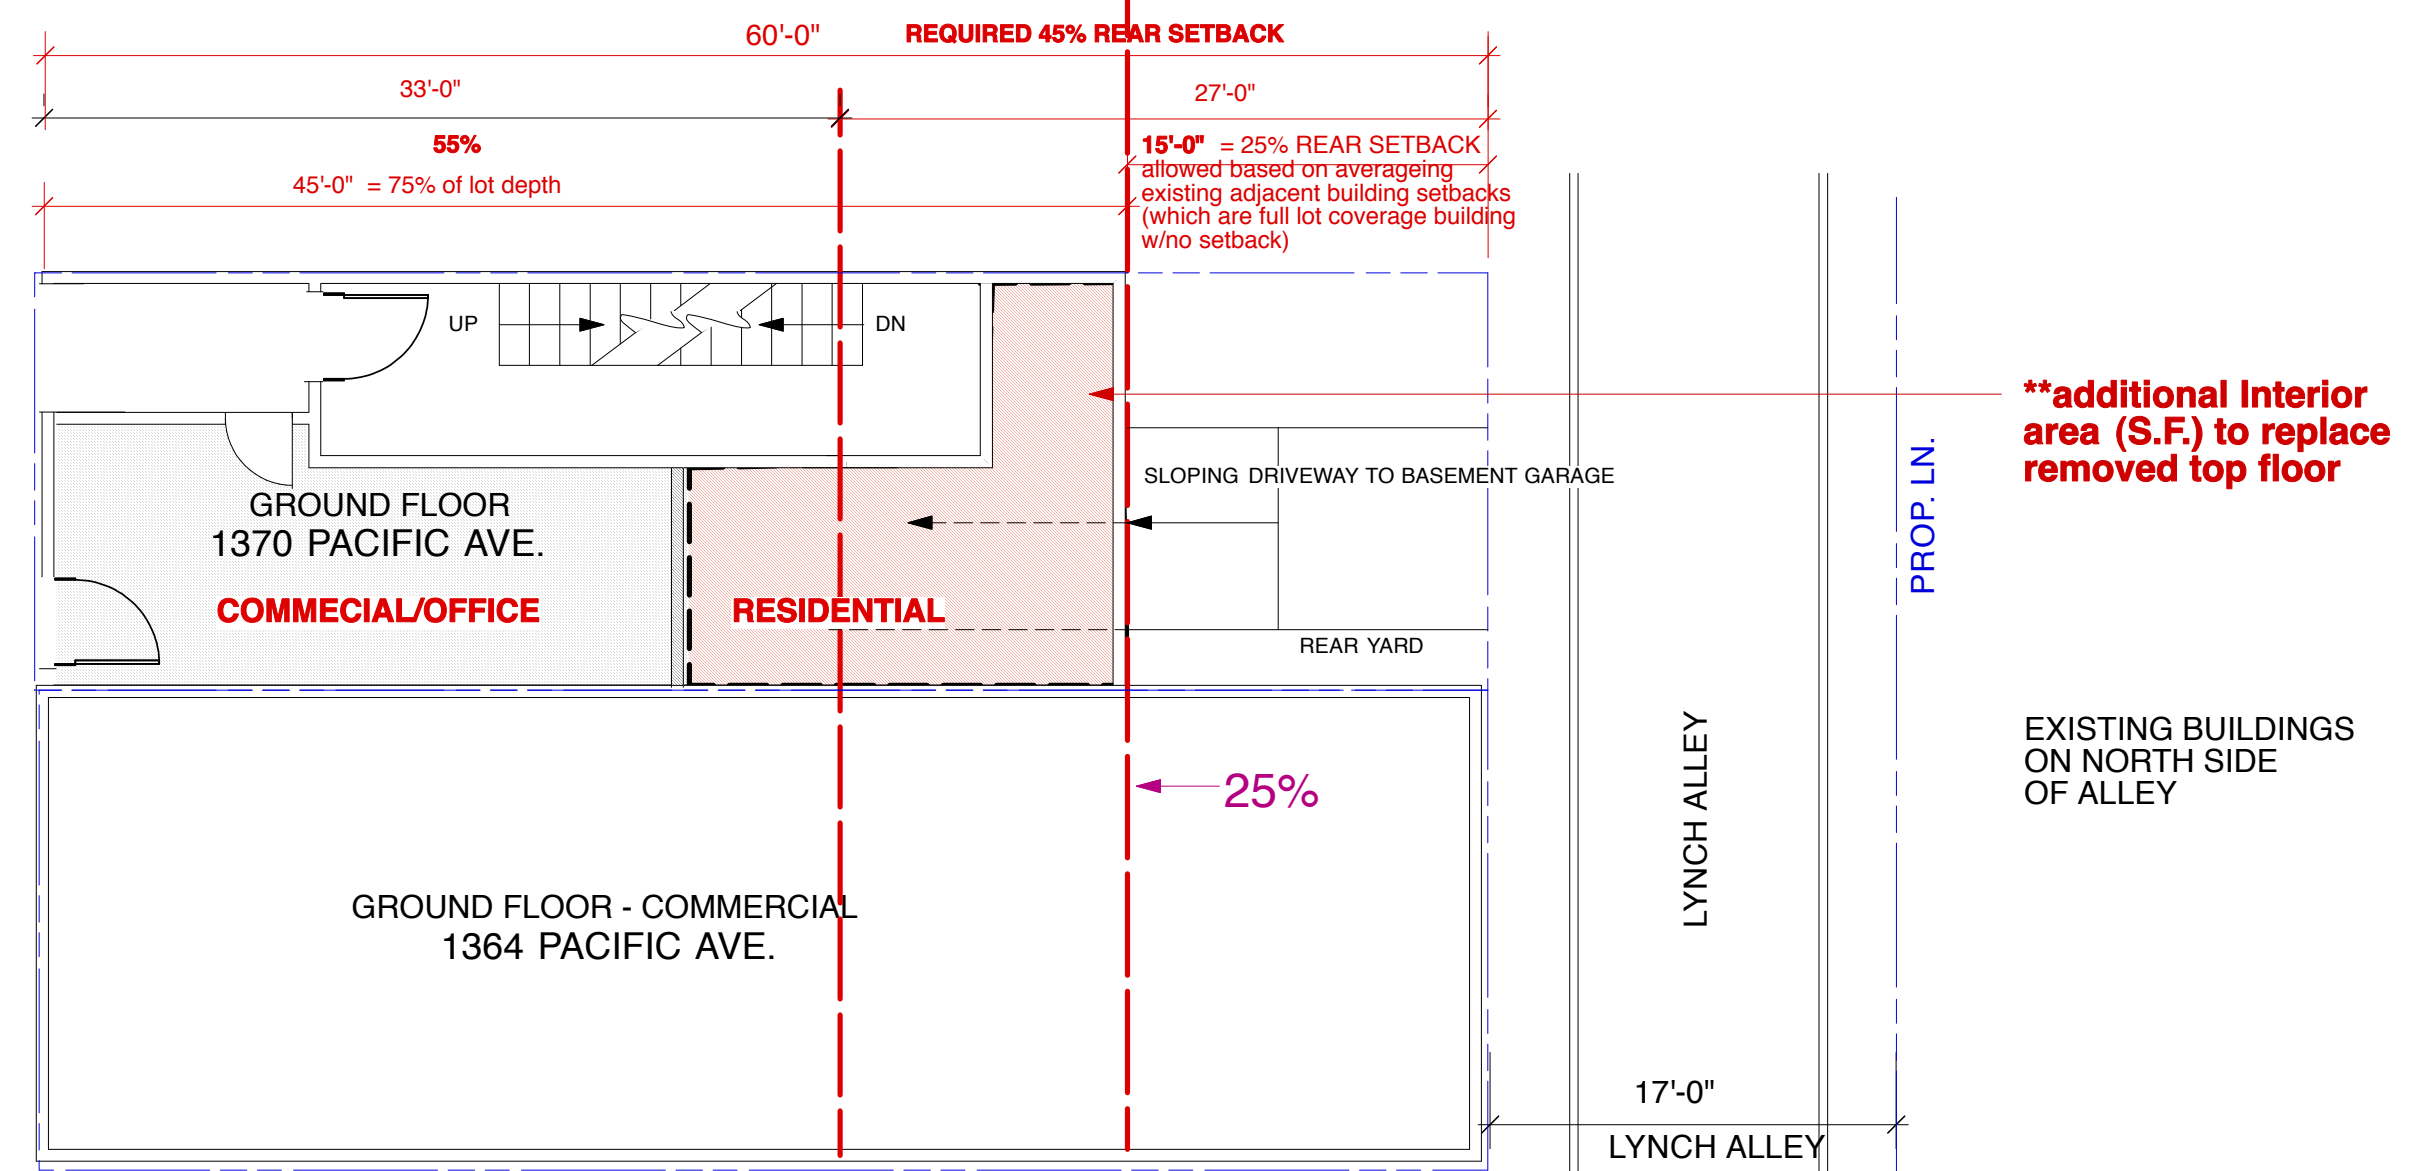 60'-0"
REQUIRED 45% REAR SETBACK
33'-0"
27'-0"
55%
15'-0" = 25% REAR SETBACK
allowed based on averageing
existing adjacent building setbacks
(which are full lot coverage building
w/no setback)
45'-0" = 75% of lot depth
UP
DN
**additional Interior
area (S.F.) to replace
removed top floor
SLOPING DRIVEWAY TO BASEMENT GARAGE
PROP. LN.
GROUND FLOOR
1370 PACIFIC AVE.
COMMECIAL/OFFICE
RESIDENTIAL
REAR YARD
EXISTING BUILDINGS
ON NORTH SIDE
OF ALLEY
25%
LYNCH ALLEY
GROUND FLOOR - COMMERCIAL
1364 PACIFIC AVE.
17'-0"
LYNCH ALLEY